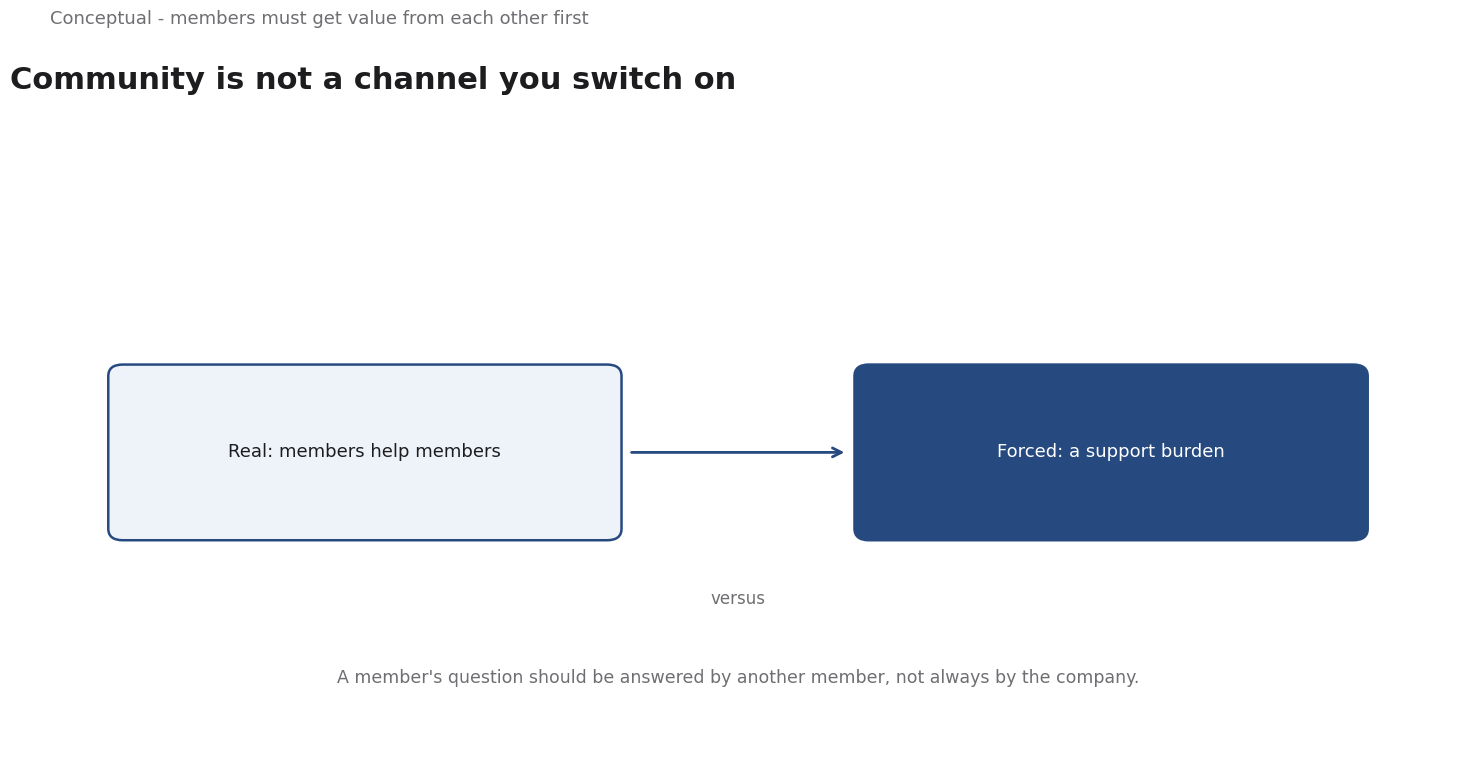 Conceptual - members must get value from each other first
Community is not a channel you switch on
Real: members help members
Forced: a support burden
versus
A member's question should be answered by another member, not always by the company.